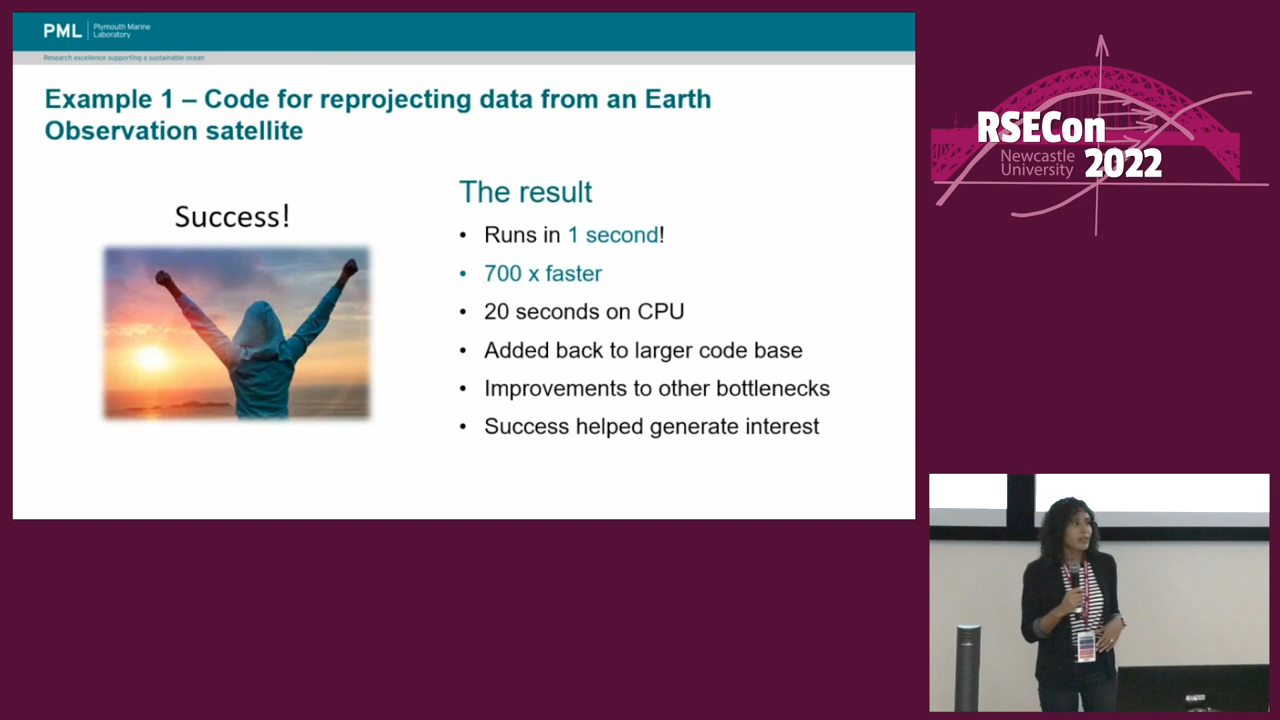 PML
Plymouth Marine
Laboratory
Research excellence supporting a sustainable ocean
Example 1 – Code for reprojecting data from an Earth
Observation satellite
Success!
The result
• Runs in 1 second!
• 700 x faster
• 20 seconds on CPU
• Added back to larger code base
• Improvements to other bottlenecks
• Success helped generate interest
RSECon
Newcastle
University
2022